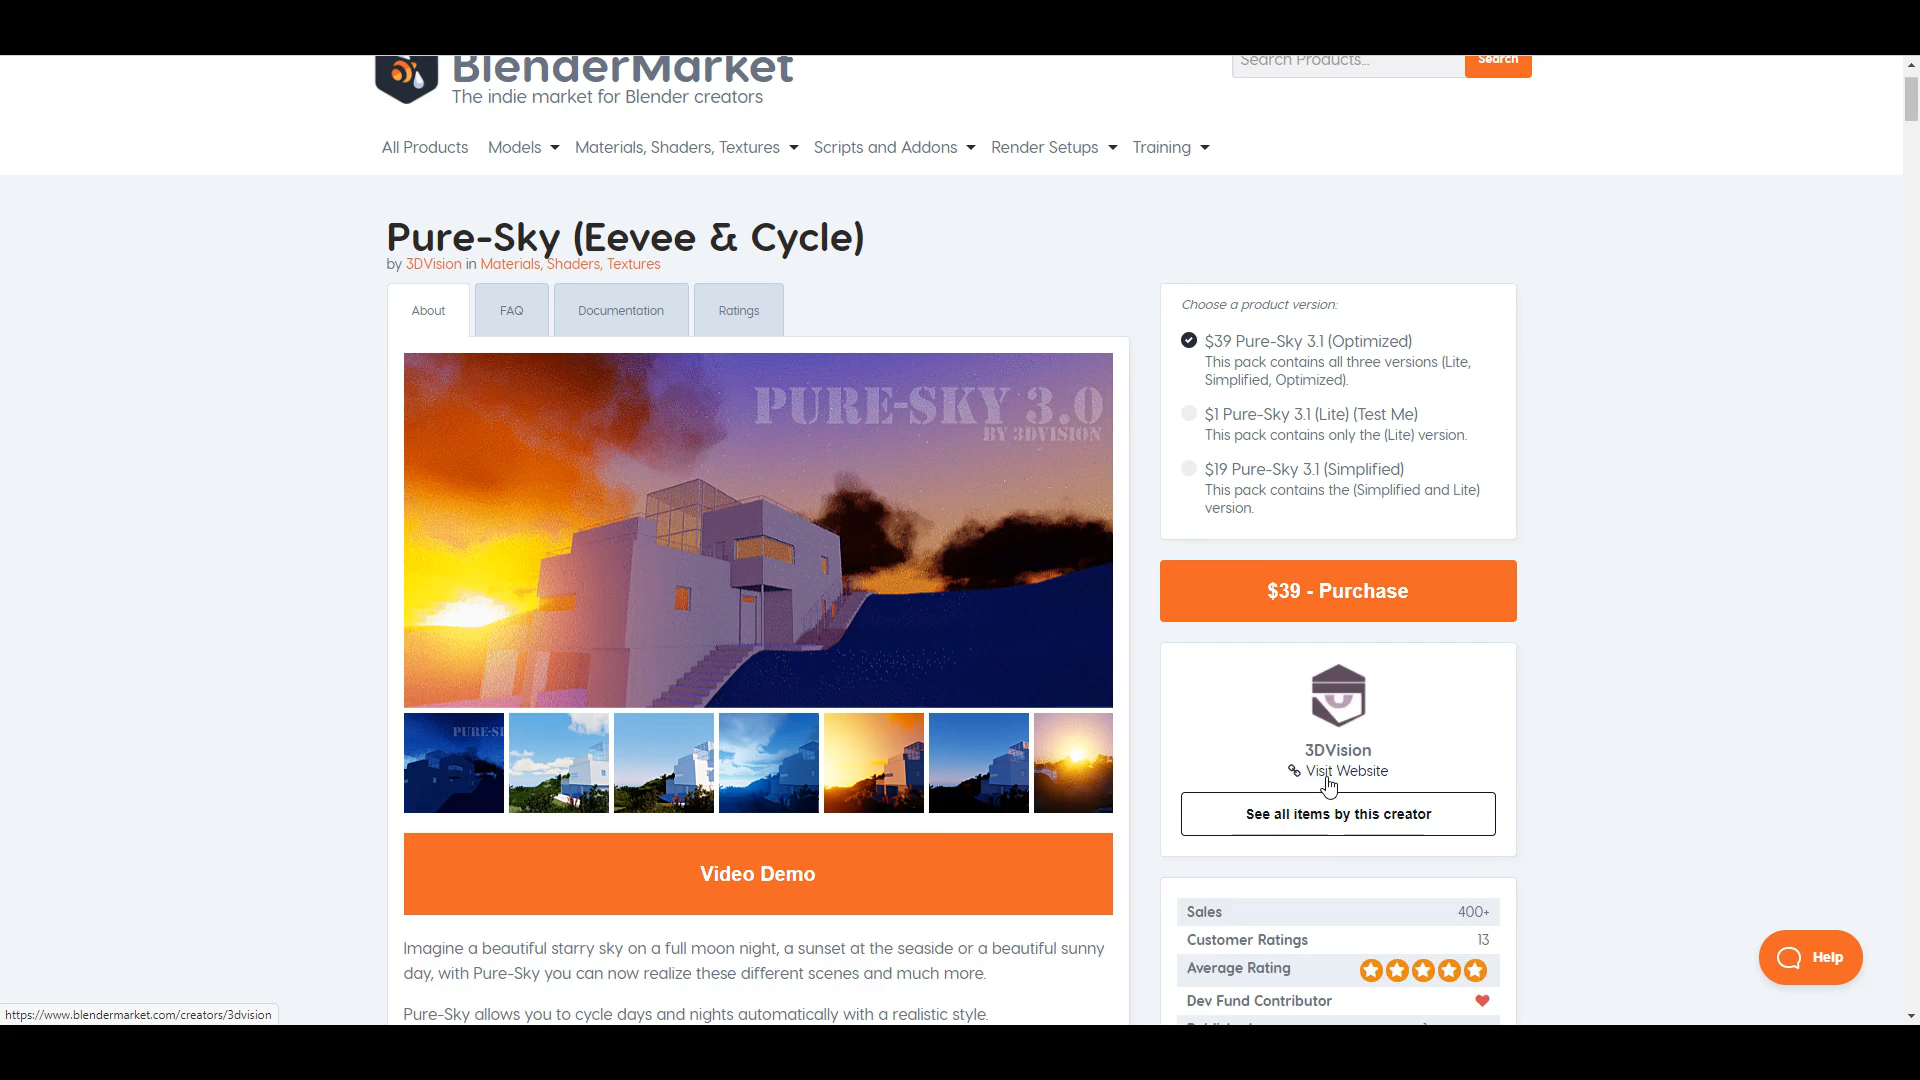 BlenderMarket
The indie market for Blender creators
Search Products...
Search
All Products
Models
Materials, Shaders, Textures
Scripts and Addons
Render Setups
Training
Pure-Sky (Eevee & Cycle)
by 3DVision in Materials, Shaders, Textures
About
FAQ
Documentation
Ratings
PURE-SKY 3.0
BY 3DVISION
PURE-S
Video Demo
Imagine a beautiful starry sky on a full moon night, a sunset at the seaside or a beautiful sunny
day, with Pure-Sky you can now realize these different scenes and much more.
Pure-Sky allows you to cycle days and nights automatically with a realistic style.
Choose a product version:
$39 Pure-Sky 3.1 (Optimized)
This pack contains all three versions (Lite,
Simplified, Optimized).
$1 Pure-Sky 3.1 (Lite) (Test Me)
This pack contains only the (Lite) version.
$19 Pure-Sky 3.1 (Simplified)
This pack contains the (Simplified and Lite)
version.
$39 - Purchase
3DVision
Visit Website
See all items by this creator
Sales 400+
Customer Ratings 13
Average Rating
Dev Fund Contributor
Help
https://www.blendermarket.com/creators/3dvision